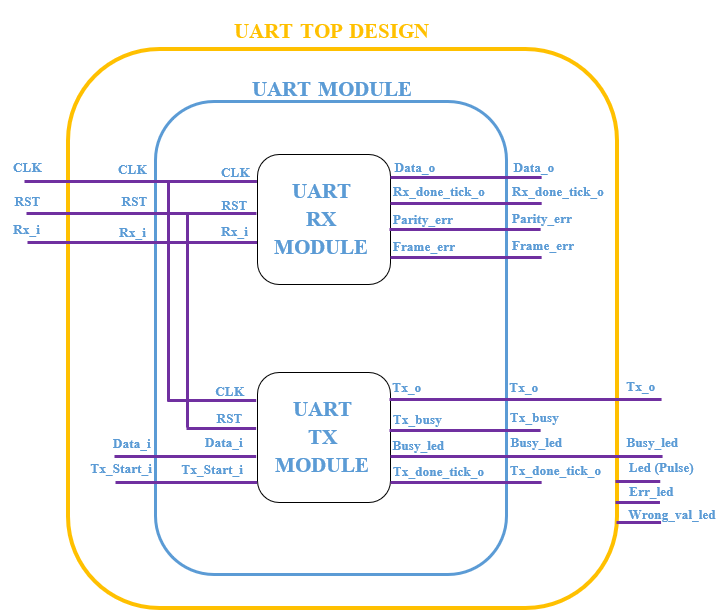 UART TOP DESIGN
UART MODULE
CLK CLK CLK
RST RST RST
Rx_i Rx_i Rx_i
UART
RX
MODULE
Data_o Data_o
Rx_done_tick_o Rx_done_tick_o
Parity_err Parity_err
Frame_err Frame_err
CLK
RST
Data_i Data_i
Tx_Start_i Tx_Start_i
UART
TX
MODULE
Tx_o Tx_o Tx_o
Tx_busy Tx_busy
Busy_led Busy_led Busy_led
Tx_done_tick_o Tx_done_tick_o
Led (Pulse)
Err_led
Wrong_val_led